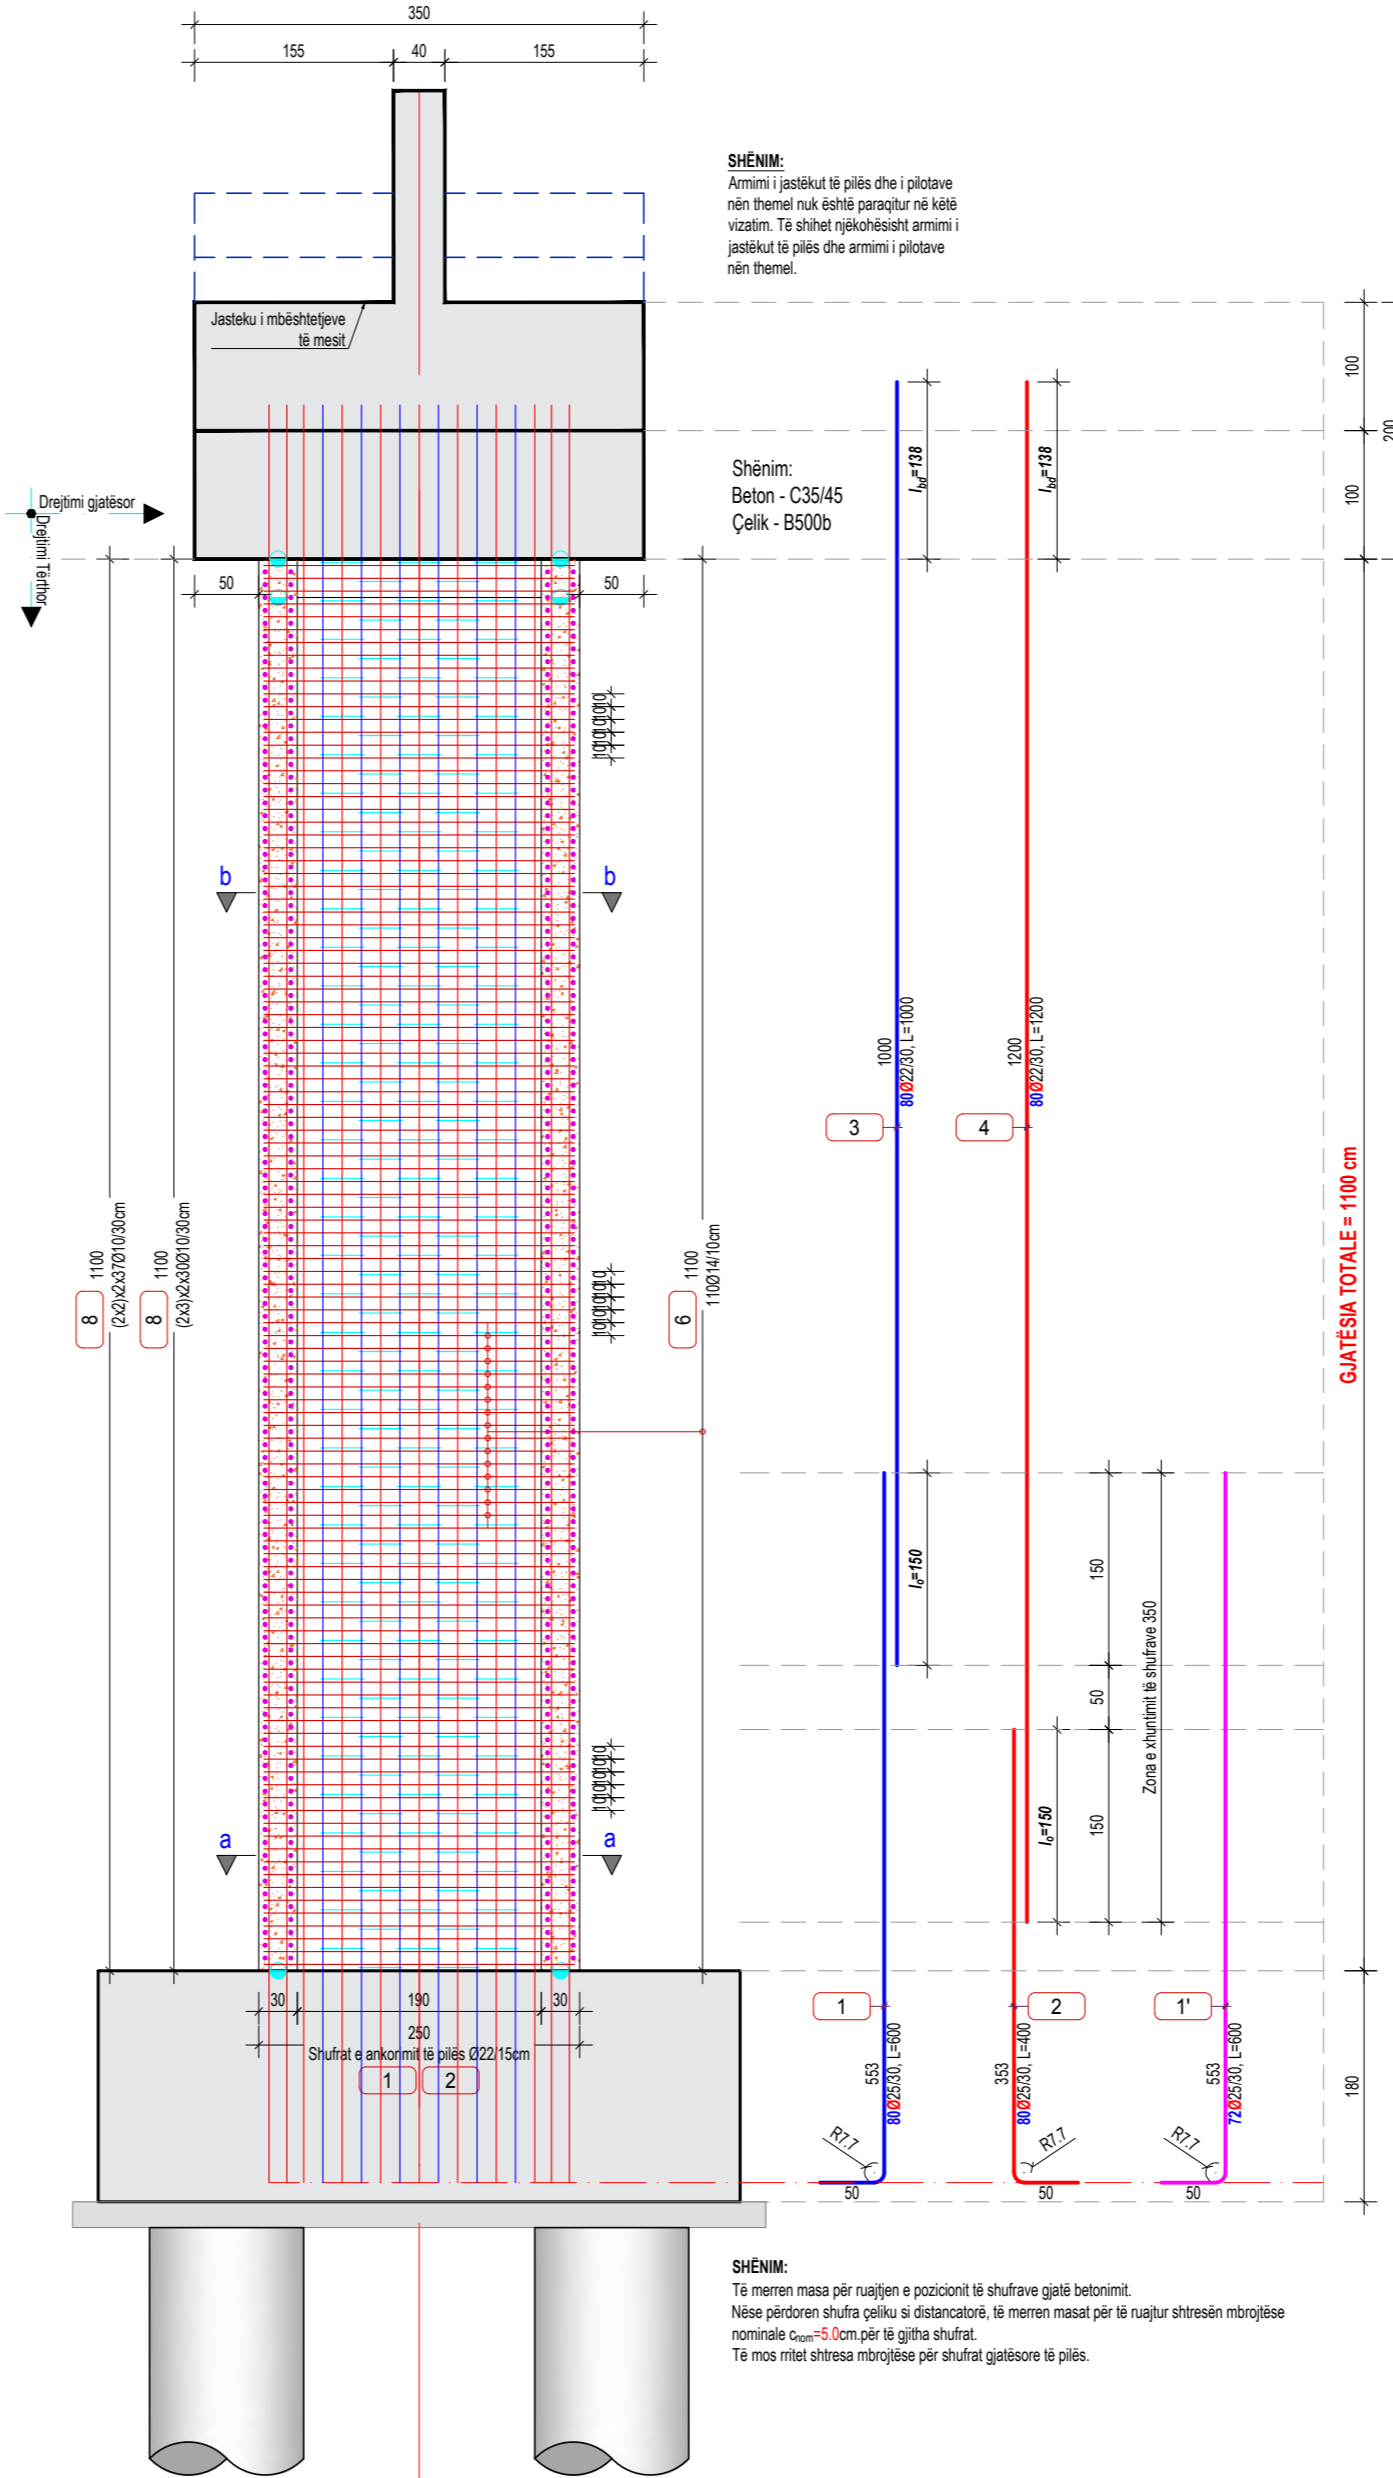 350
155
40
155
SHËNIM:
Armimi i jastëkut të pilës dhe i pilotave
nën themel nuk është paraqitur në këtë
vizatim. Të shihet njëkohësisht armimi i
jastëkut të pilës dhe armimi i pilotave
nën themel.
Jasteku i mbështetjeve
të mesit
100
200
100
lbd=138
lbd=138
Shënim:
Beton - C35/45
Çelik - B500b
Drejtimi gjatësor
Drejtimi Tërthor
50
50
1010101010
b
b
1000
80Ø22/30, L=1000
1200
80Ø22/30, L=1200
3
4
GJATËSIA TOTALE = 1100 cm
8
1100
(2x2)x2x37Ø10/30cm
8
1100
(2x3)x2x30Ø10/30cm
1010101010
6
1100
110Ø14/10cm
lo=150
150
50
Zona e xhuntimit të shufrave 350
lo=150
150
1010101010
a
a
30
190
30
250
Shufrat e ankorimit të pilës Ø22/15cm
1
2
1
2
1'
553
80Ø25/30, L=600
353
80Ø25/30, L=400
553
72Ø25/30, L=600
180
R7.7
R7.7
R7.7
50
50
50
SHËNIM:
Të merren masa për ruajtjen e pozicionit të shufrave gjatë betonimit.
Nëse përdoren shufra çeliku si distancatorë, të merren masat për të ruajtur shtresën mbrojtëse
nominale cnom=5.0cm.për të gjitha shufrat.
Të mos rritet shtresa mbrojtëse për shufrat gjatësore të pilës.